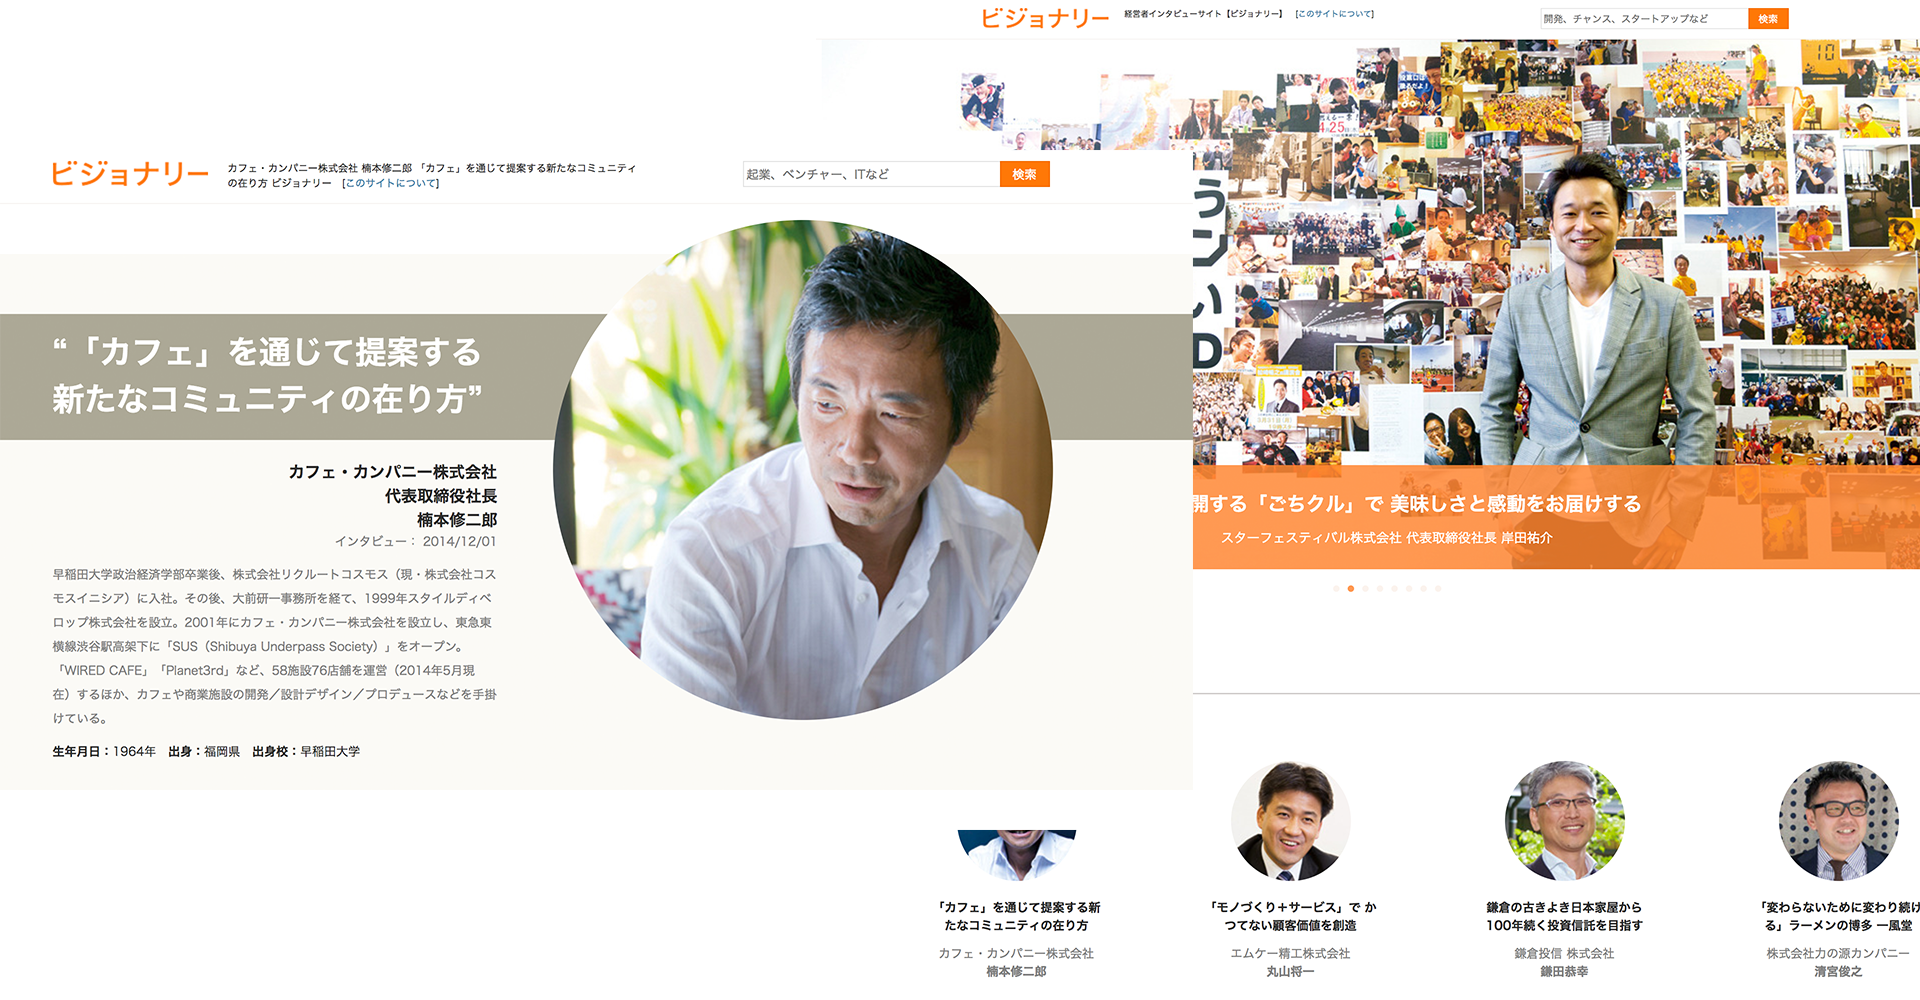 ビジョナリー
経営者インタビューサイト【ビジョナリー】 [このサイトについて]
開発、チャンス、スタートアップなど
検索
ビジョナリー
カフェ・カンパニー株式会社 楠本修二郎 「カフェ」を通じて提案する新たなコミュニティ
の在り方 ビジョナリー [このサイトについて]
起業、ベンチャー、ITなど
検索
“「カフェ」を通じて提案する
新たなコミュニティの在り方”
カフェ・カンパニー株式会社
代表取締役社長
楠本修二郎
インタビュー： 2014/12/01
早稲田大学政治経済学部卒業後、株式会社リクルートコスモス（現・株式会社コス
モスイニシア）に入社。その後、大前研一事務所を経て、1999年スタイルディベ
ロップ株式会社を設立。2001年にカフェ・カンパニー株式会社を設立し、東急東
横線渋谷駅高架下に「SUS（Shibuya Underpass Society）」をオープン。
「WIRED CAFE」「Planet3rd」など、58施設76店舗を運営（2014年5月現
在）するほか、カフェや商業施設の開発／設計デザイン／プロデュースなどを手掛
けている。
生年月日：1964年 出身：福岡県 出身校：早稲田大学
開する「ごちクル」で 美味しさと感動をお届けする
スターフェスティバル株式会社 代表取締役社長 岸田祐介
「カフェ」を通じて提案する新
たなコミュニティの在り方
カフェ・カンパニー株式会社
楠本修二郎
「モノづくり＋サービス」で か
つてない顧客価値を創造
エムケー精工株式会社
丸山将一
鎌倉の古きよき日本家屋から
100年続く投資信託を目指す
鎌倉投信 株式会社
鎌田恭幸
「変わらないために変わり続け
る」ラーメンの博多 一風堂
株式会社力の源カンパニー
清宮俊之